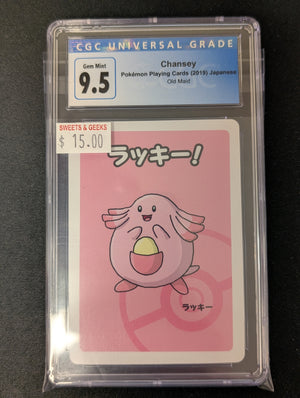 CGC UNIVERSAL GRADE
Gem Mint
9.5
Chansey
Pokémon Playing Cards (2019) Japanese
Old Maid
SWEETS & GEEKS
$ 15.00
ラッキー!
ラッキー